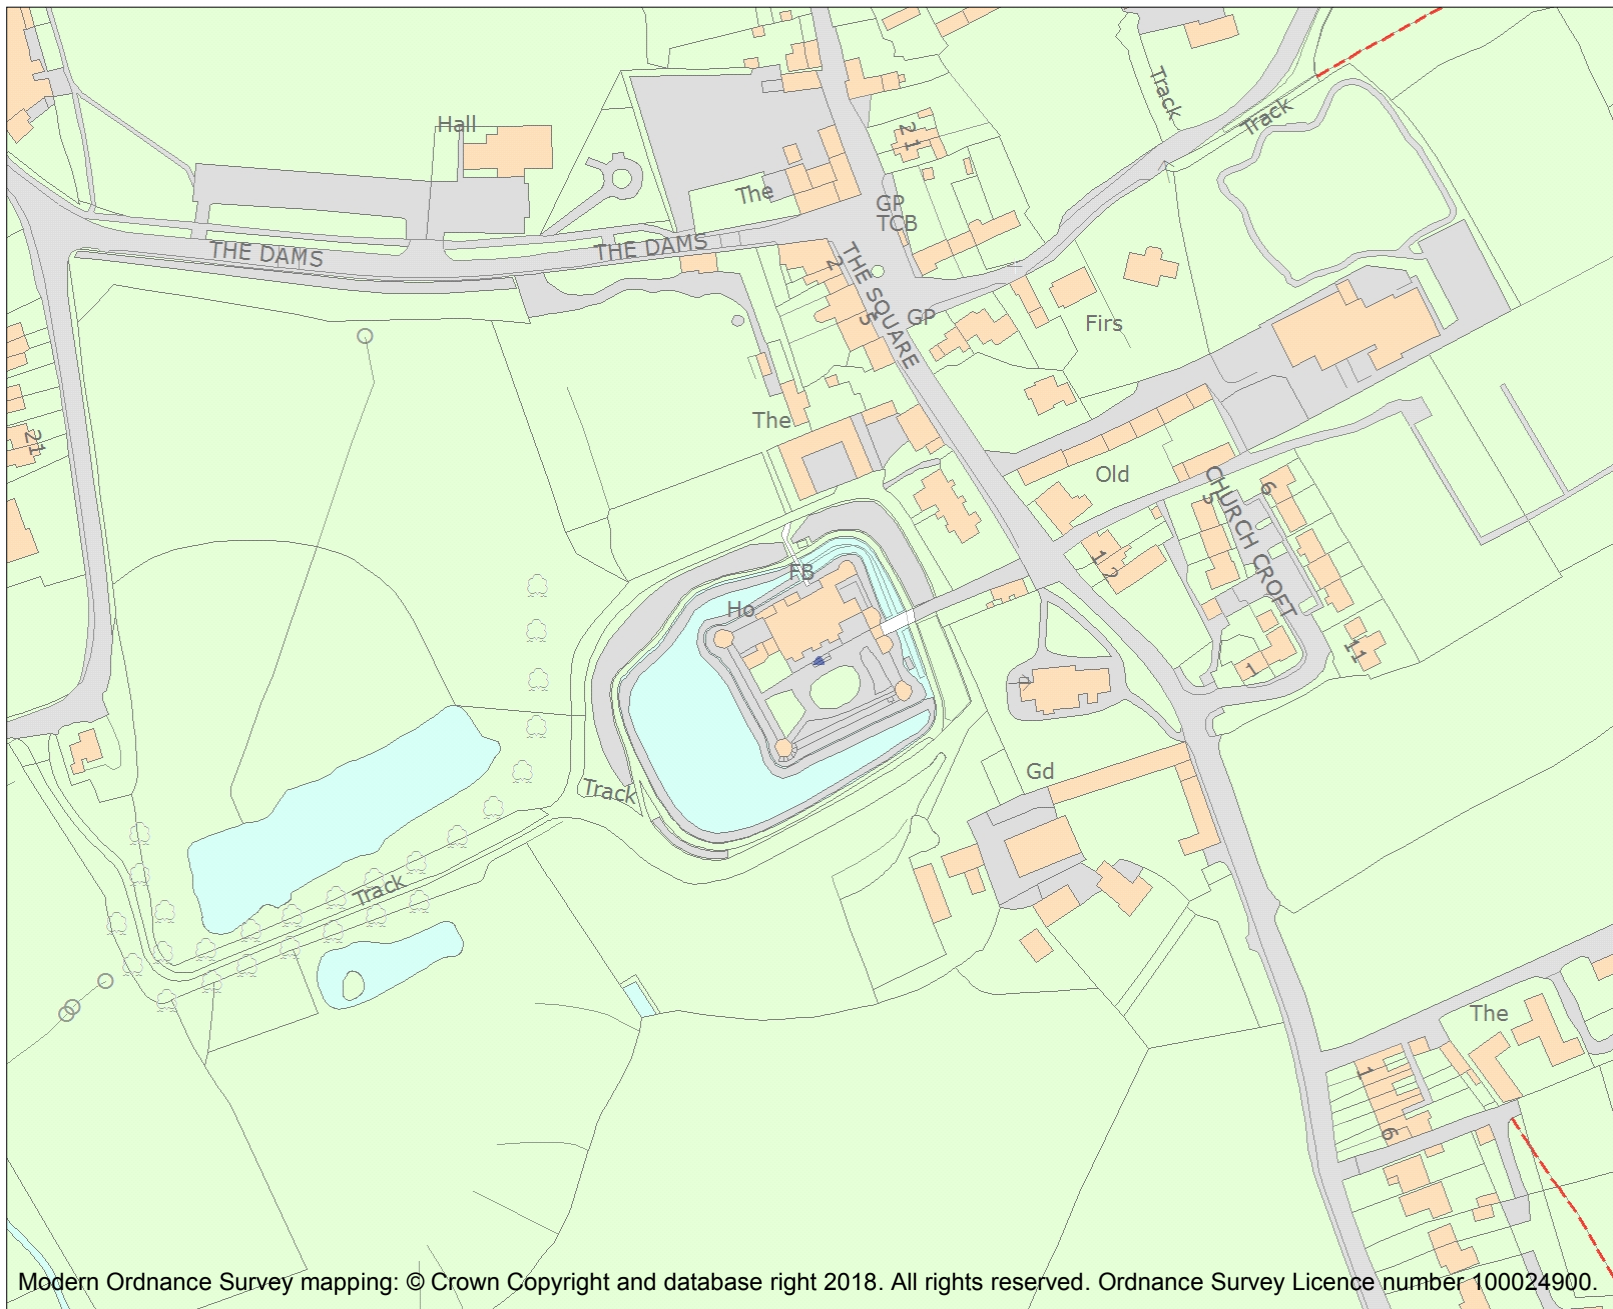 Track
Hall
Track
21
The
GP
TCB
THE DAMS
THE DAMS
2
THE SQUARE
5
GP
Firs
The
21
Old
CHURCH CROFT
5
6
1 2
FB
Ho
11
1
Track
Gd
Track
The
1
6
Modern Ordnance Survey mapping: © Crown Copyright and database right 2018. All rights reserved. Ordnance Survey Licence number 100024900.